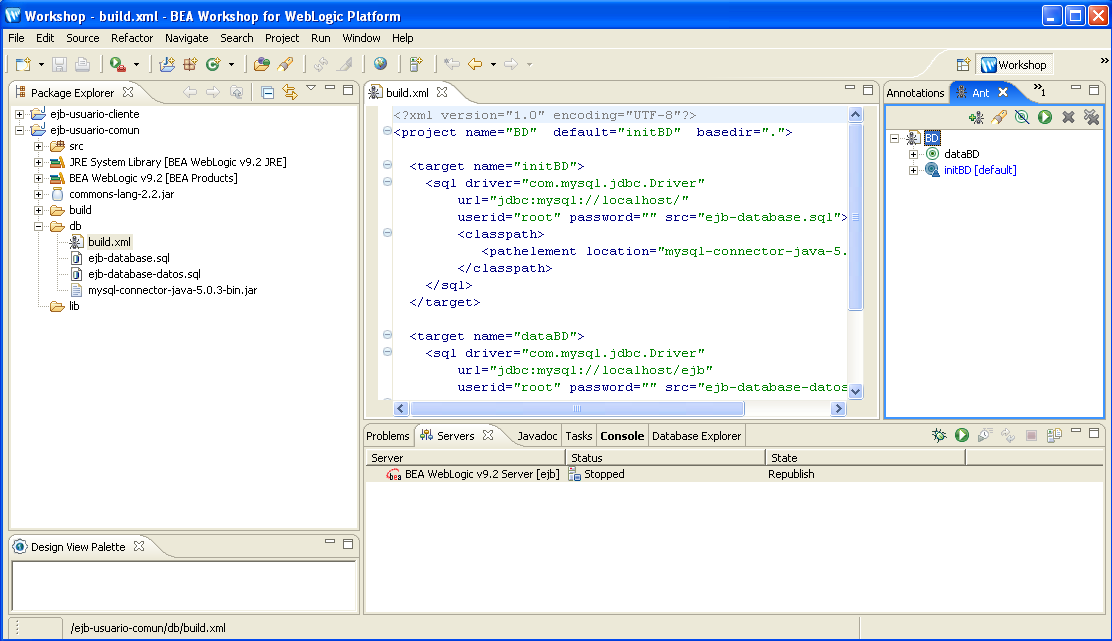 Workshop - build.xml - BEA Workshop for WebLogic Platform
File Edit Source Refactor Navigate Search Project Run Window Help
Workshop
Package Explorer
ejb-usuario-cliente
ejb-usuario-comun
src
JRE System Library [BEA WebLogic v9.2 JRE]
BEA WebLogic v9.2 [BEA Products]
commons-lang-2.2.jar
build
db
build.xml
ejb-database.sql
ejb-database-datos.sql
mysql-connector-java-5.0.3-bin.jar
lib
build.xml
<?xml version="1.0" encoding="UTF-8"?>
<project name="BD"  default="initBD"  basedir=".">
<target name="initBD">
<sql driver="com.mysql.jdbc.Driver"
url="jdbc:mysql://localhost/"
userid="root" password="" src="ejb-database.sql">
<classpath>
<pathelement location="mysql-connector-java-5.
</classpath>
</sql>
</target>
<target name="dataBD">
<sql driver="com.mysql.jdbc.Driver"
url="jdbc:mysql://localhost/ejb"
userid="root" password="" src="ejb-database-datos
Annotations Ant 1
BD
dataBD
initBD [default]
Problems Servers Javadoc Tasks Console Database Explorer
Server Status State
bea BEA WebLogic v9.2 Server [ejb] Stopped Republish
Design View Palette
/ejb-usuario-comun/db/build.xml